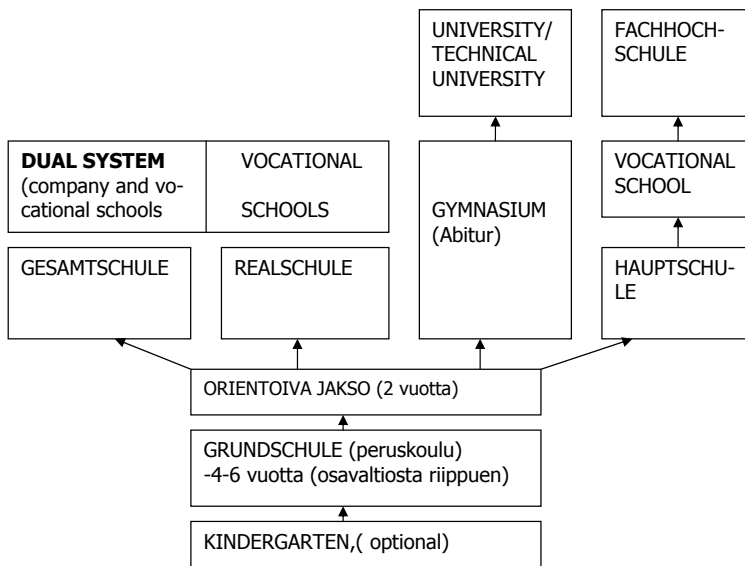 UNIVERSITY/
TECHNICAL
UNIVERSITY
FACHHOCH-
SCHULE
DUAL SYSTEM
(company and vo-
cational schools
VOCATIONAL
SCHOOLS
GYMNASIUM
(Abitur)
VOCATIONAL
SCHOOL
GESAMTSCHULE
REALSCHULE
HAUPTSCHU-
LE
ORIENTOIVA JAKSO (2 vuotta)
GRUNDSCHULE (peruskoulu)
-4-6 vuotta (osavaltiosta riippuen)
KINDERGARTEN,( optional)